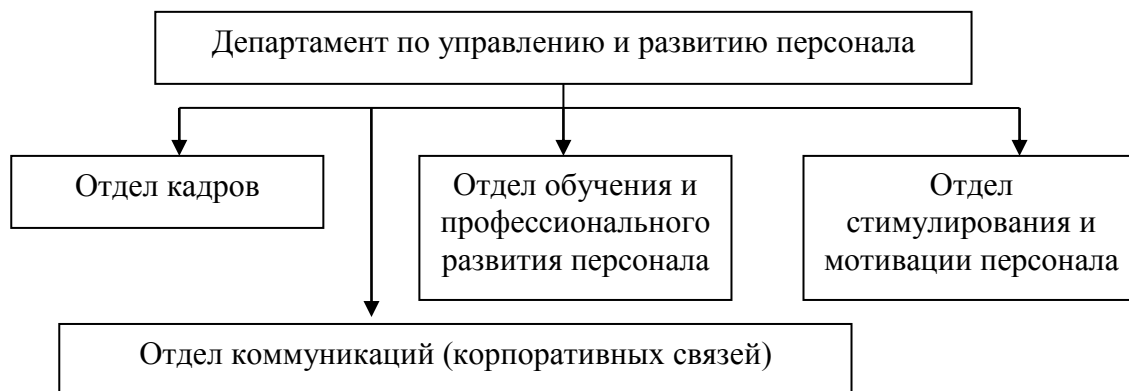 Департамент по управлению и развитию персонала
Отдел кадров
Отдел обучения и
профессионального
развития персонала
Отдел
стимулирования и
мотивации персонала
Отдел коммуникаций (корпоративных связей)